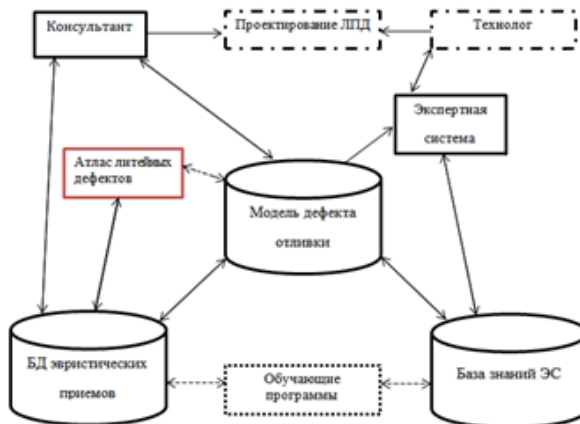 Консультант
Проектирование ЛПД
Технолог
Экспертная
система
Атлас литейных
дефектов
Модель дефекта
отливки
БД эвристических
приемов
Обучающие
программы
База знаний ЭС